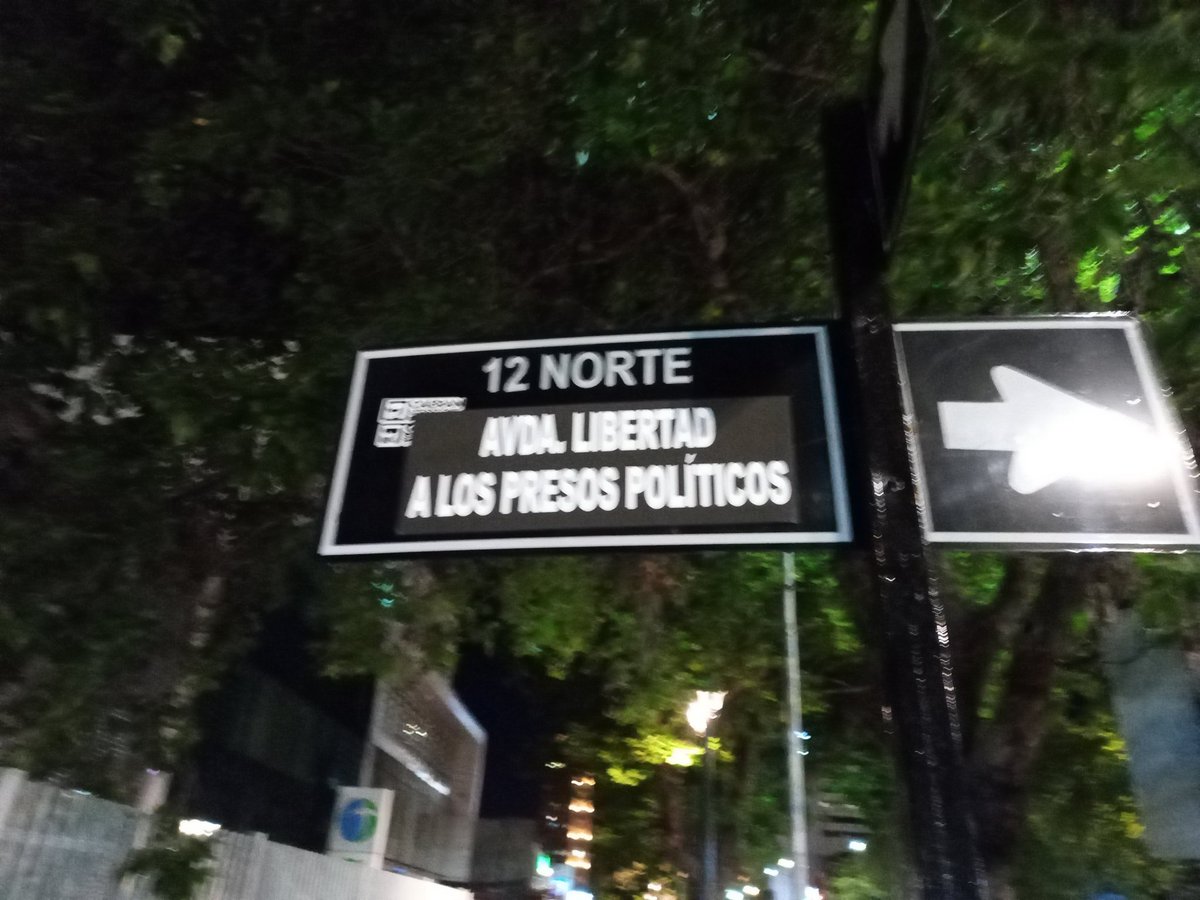 12 NORTE
AVDA. LIBERTAD
A LOS PRESOS POLÍTICOS